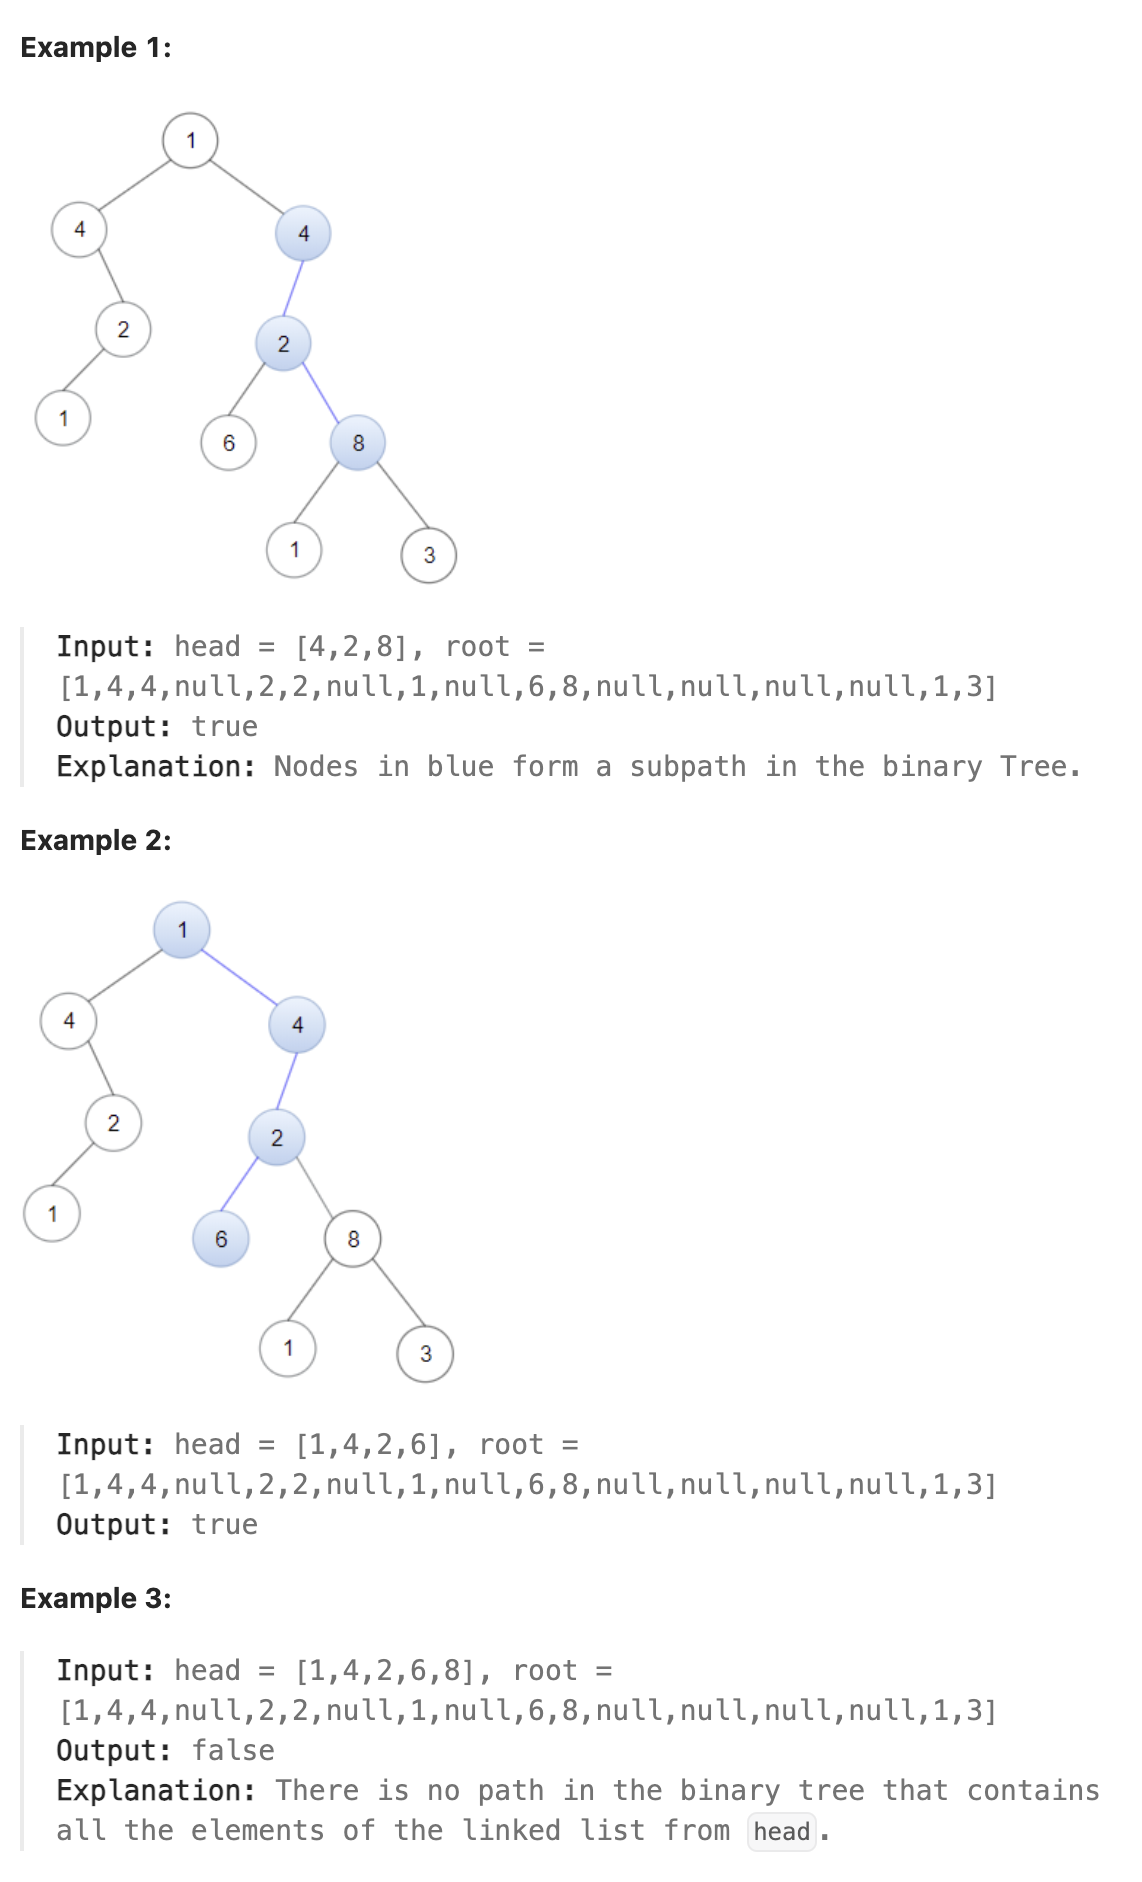 Example 1:
1
4
4
2
2
1
6
8
1
3
Input: head = [4,2,8], root =
[1,4,4,null,2,2,null,1,null,6,8,null,null,null,null,1,3]
Output: true
Explanation: Nodes in blue form a subpath in the binary Tree.
Example 2:
1
4
4
2
2
1
6
8
1
3
Input: head = [1,4,2,6], root =
[1,4,4,null,2,2,null,1,null,6,8,null,null,null,null,1,3]
Output: true
Example 3:
Input: head = [1,4,2,6,8], root =
[1,4,4,null,2,2,null,1,null,6,8,null,null,null,null,1,3]
Output: false
Explanation: There is no path in the binary tree that contains
all the elements of the linked list from head.